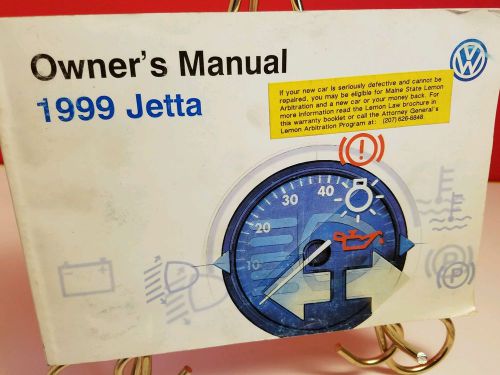 Owner's Manual
1999 Jetta
If your new car is seriously defective and cannot be
repaired, you may be eligible for Maine State Lemon
Arbitration and a new car or your money back. For
more information read the Lemon Law brochure in
this warranty booklet or call the Attorney General's
Lemon Arbitration Program at: (207) 626-8848.
10
20
30
40
P